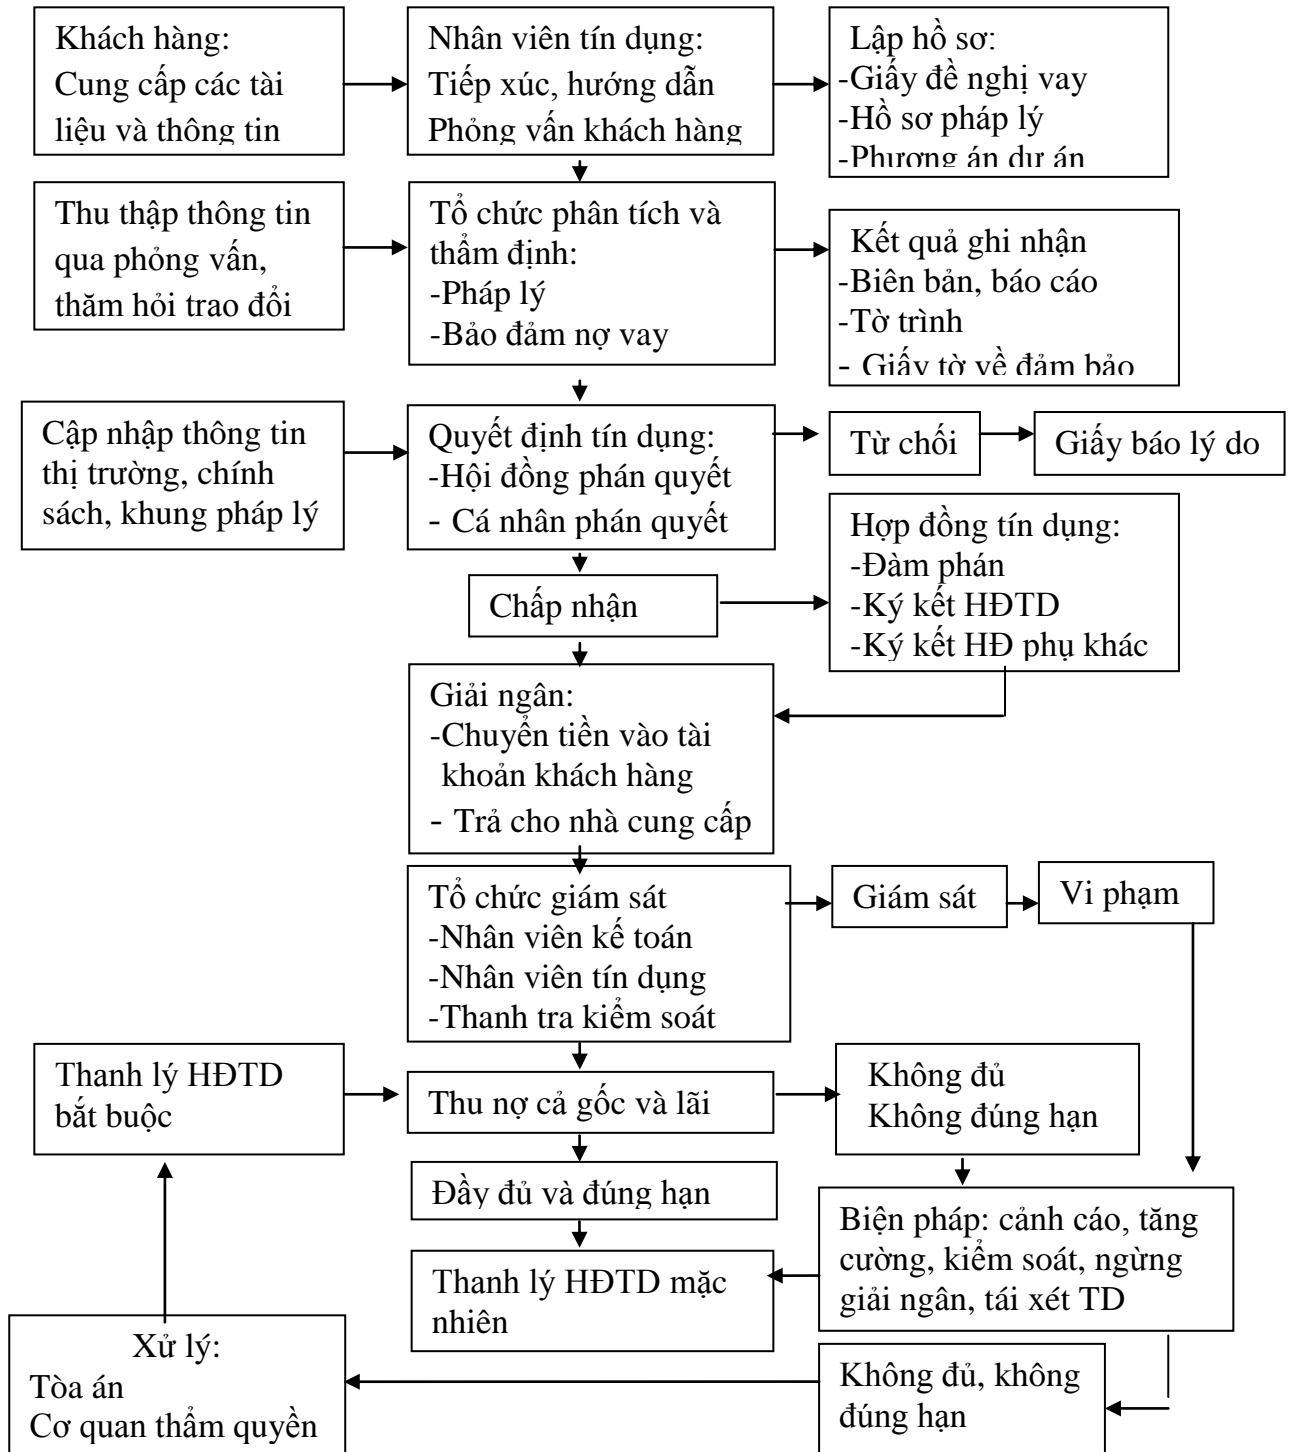 Khách hàng:
Cung cấp các tài
liệu và thông tin
Nhân viên tín dụng:
Tiếp xúc, hướng dẫn
Phỏng vấn khách hàng
Lập hồ sơ:
-Giấy đề nghị vay
-Hồ sơ pháp lý
-Phương án dự án
Thu thập thông tin
qua phỏng vấn,
thăm hỏi trao đổi
Tổ chức phân tích và
thẩm định:
-Pháp lý
-Bảo đảm nợ vay
Kết quả ghi nhận
-Biên bản, báo cáo
-Tờ trình
- Giấy tờ về đảm bảo
Cập nhập thông tin
thị trường, chính
sách, khung pháp lý
Quyết định tín dụng:
-Hội đồng phán quyết
- Cá nhân phán quyết
Từ chối
Giấy báo lý do
Chấp nhận
Hợp đồng tín dụng:
-Đàm phán
-Ký kết HĐTD
-Ký kết HĐ phụ khác
Giải ngân:
-Chuyển tiền vào tài
khoản khách hàng
- Trả cho nhà cung cấp
Tổ chức giám sát
-Nhân viên kế toán
-Nhân viên tín dụng
-Thanh tra kiểm soát
Giám sát
Vi phạm
Thanh lý HĐTD
bắt buộc
Thu nợ cả gốc và lãi
Không đủ
Không đúng hạn
Đầy đủ và đúng hạn
Biện pháp: cảnh cáo, tăng
cường, kiểm soát, ngừng
giải ngân, tái xét TD
Thanh lý HĐTD mặc
nhiên
Xử lý:
Tòa án
Cơ quan thẩm quyền
Không đủ, không
đúng hạn